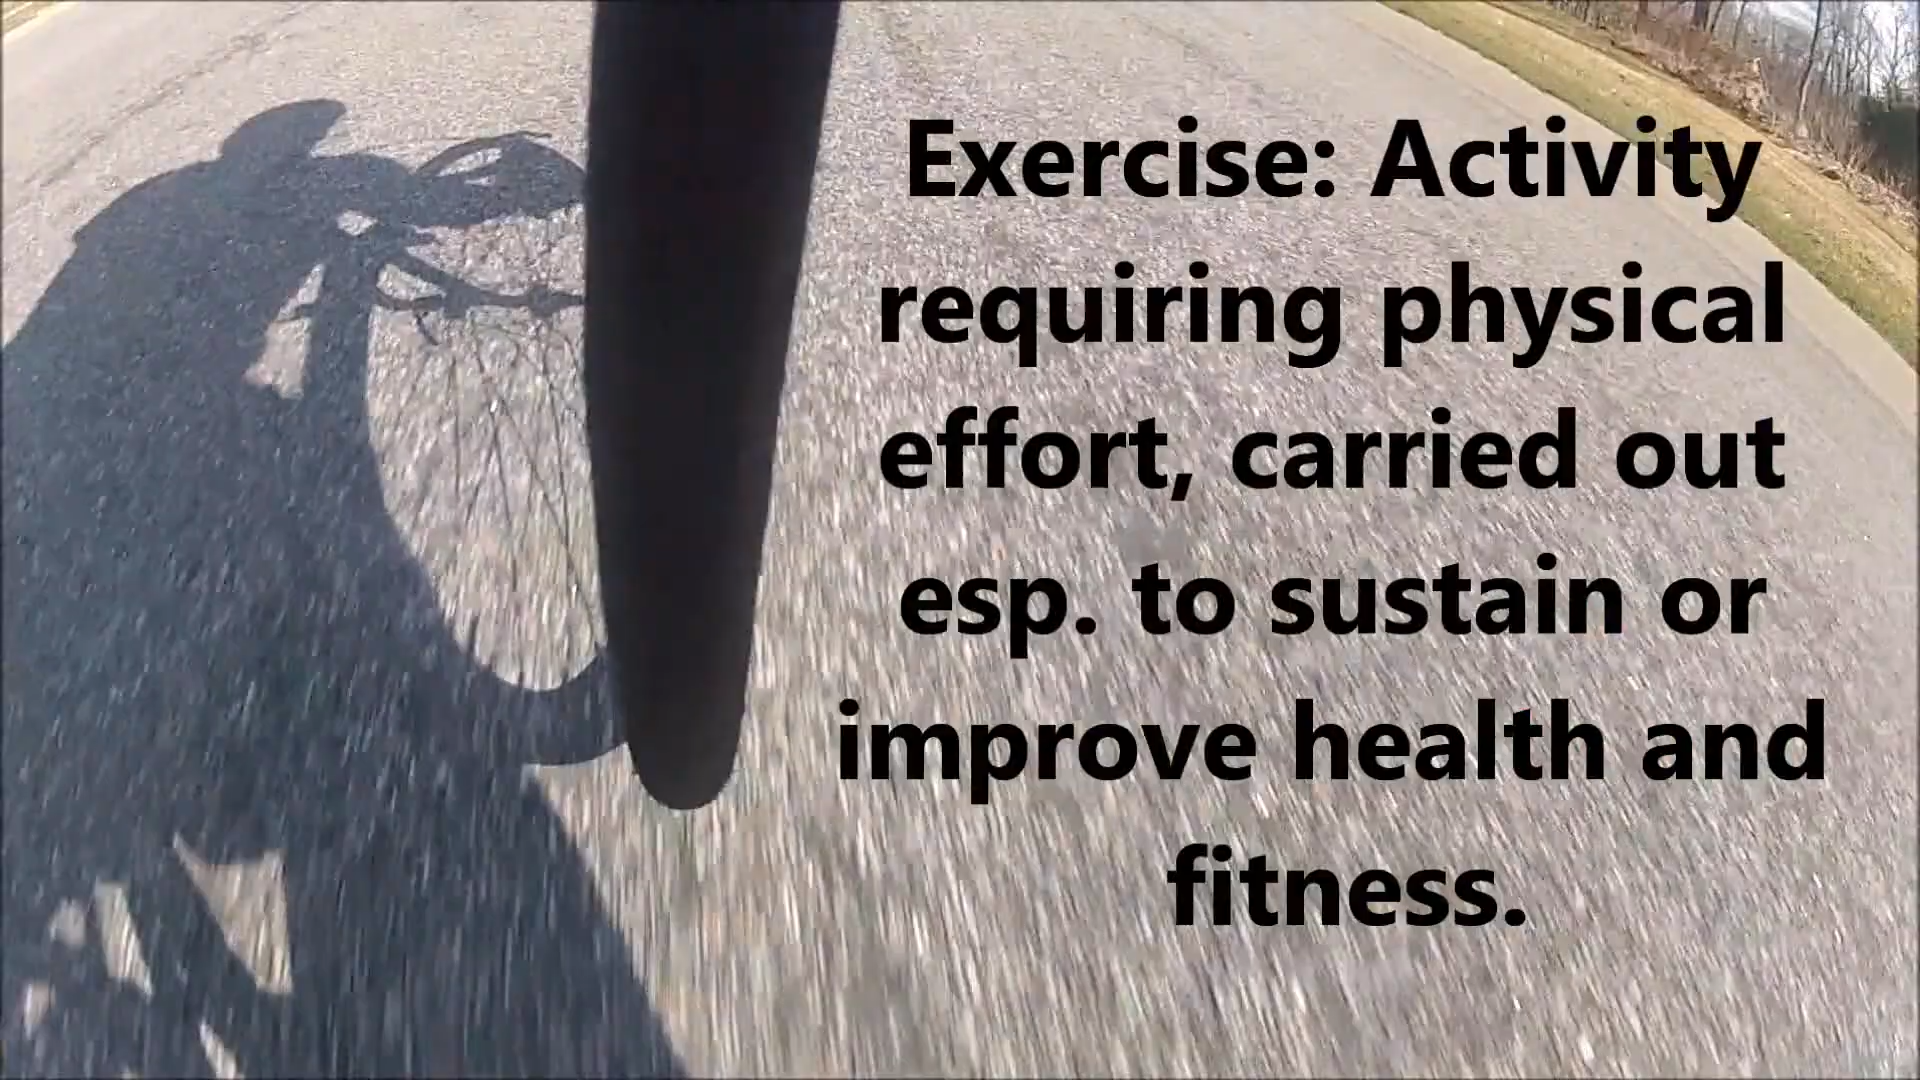 Exercise: Activity
requiring physical
effort, carried out
esp. to sustain or
improve health and
fitness.